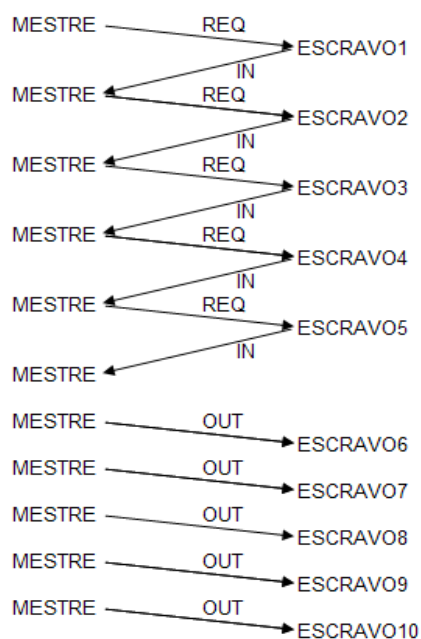 MESTRE REQ
ESCRAVO1
IN
MESTRE REQ
ESCRAVO2
IN
MESTRE REQ
ESCRAVO3
IN
MESTRE REQ
ESCRAVO4
IN
MESTRE REQ
ESCRAVO5
IN
MESTRE
MESTRE OUT
ESCRAVO6
MESTRE OUT
ESCRAVO7
MESTRE OUT
ESCRAVO8
MESTRE OUT
ESCRAVO9
MESTRE OUT
ESCRAVO10